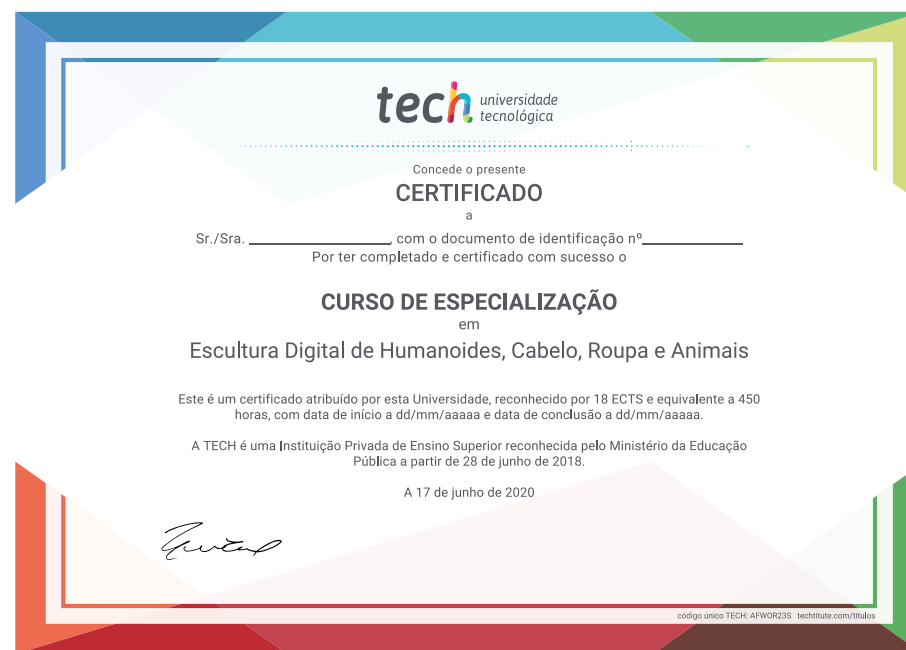 tech universidade
tecnológica
Concede o presente
CERTIFICADO
a
Sr./Sra. ____________________, com o documento de identificação nº______________
Por ter completado e certificado com sucesso o
CURSO DE ESPECIALIZAÇÃO
em
Escultura Digital de Humanoides, Cabelo, Roupa e Animais
Este é um certificado atribuído por esta Universidade, reconhecido por 18 ECTS e equivalente a 450
horas, com data de início a dd/mm/aaaaa e data de conclusão a dd/mm/aaaaa.
A TECH é uma Instituição Privada de Ensino Superior reconhecida pelo Ministério da Educação
Pública a partir de 28 de junho de 2018.
A 17 de junho de 2020
código único TECH: AFWOR23S techtitute.com/titulos